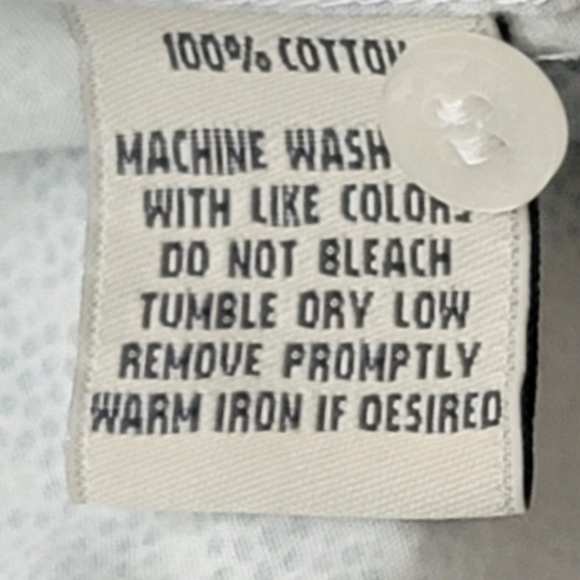 100% COTTON
MACHINE WASH
WITH LIKE COLORS
DO NOT BLEACH
TUMBLE DRY LOW
REMOVE PROMPTLY
WARM IRON IF DESIRED